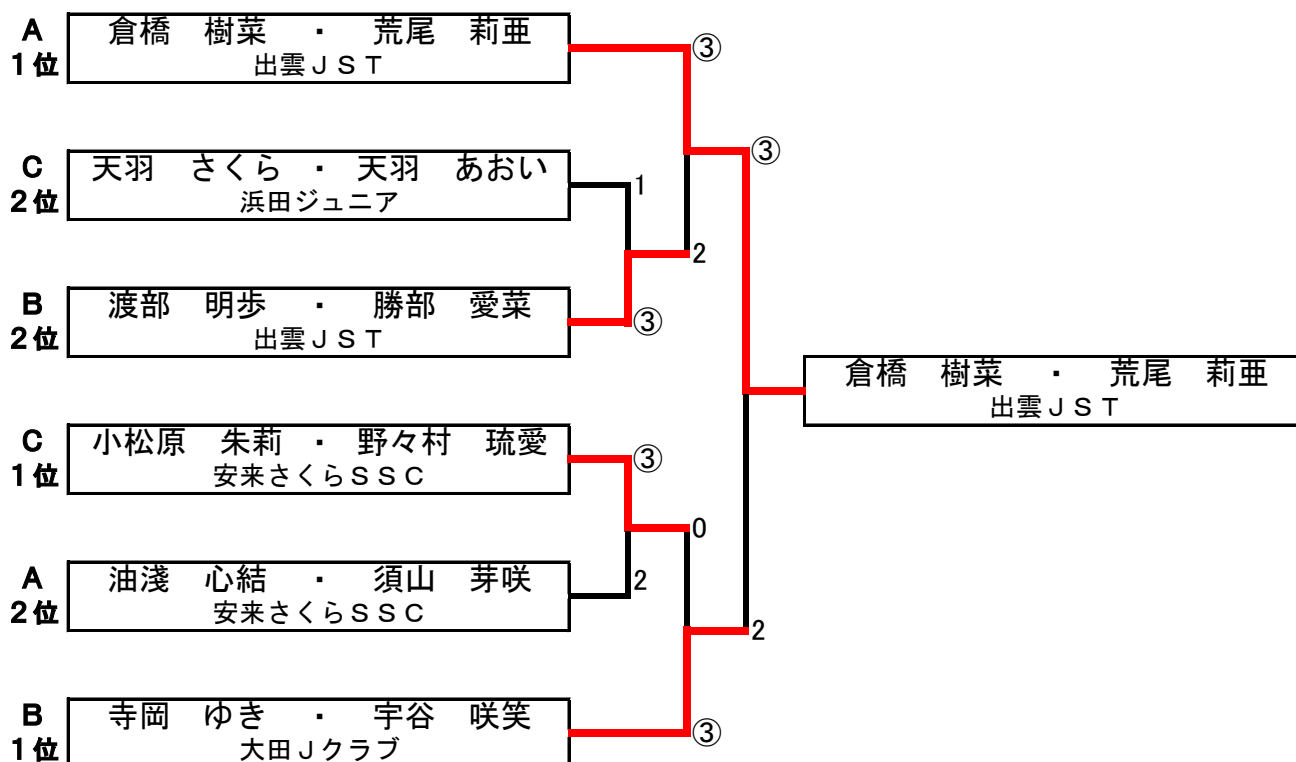 A
1位
倉橋 樹菜 ・ 荒尾 莉亜
出雲JST
③
C
2位
天羽 さくら ・ 天羽 あおい
浜田ジュニア
1
③
2
B
2位
渡部 明歩 ・ 勝部 愛菜
出雲JST
③
倉橋 樹菜 ・ 荒尾 莉亜
出雲JST
C
1位
小松原 朱莉 ・ 野々村 琉愛
安来さくらSSC
③
0
A
2位
油淺 心結 ・ 須山 芽咲
安来さくらSSC
2
2
B
1位
寺岡 ゆき ・ 宇谷 咲笑
大田Jクラブ
③